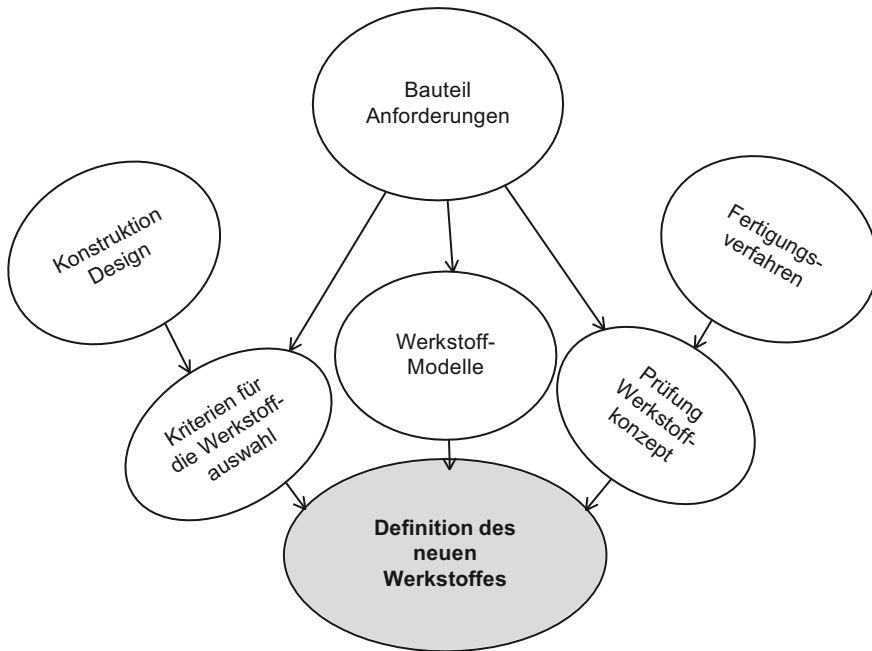 Bauteil
Anforderungen
Konstruktion
Design
Fertigungs-
verfahren
Werkstoff-
Modelle
Kriterien für
die Werkstoff-
auswahl
Prüfung
Werkstoff-
konzept
Definition des
neuen
Werkstoffes